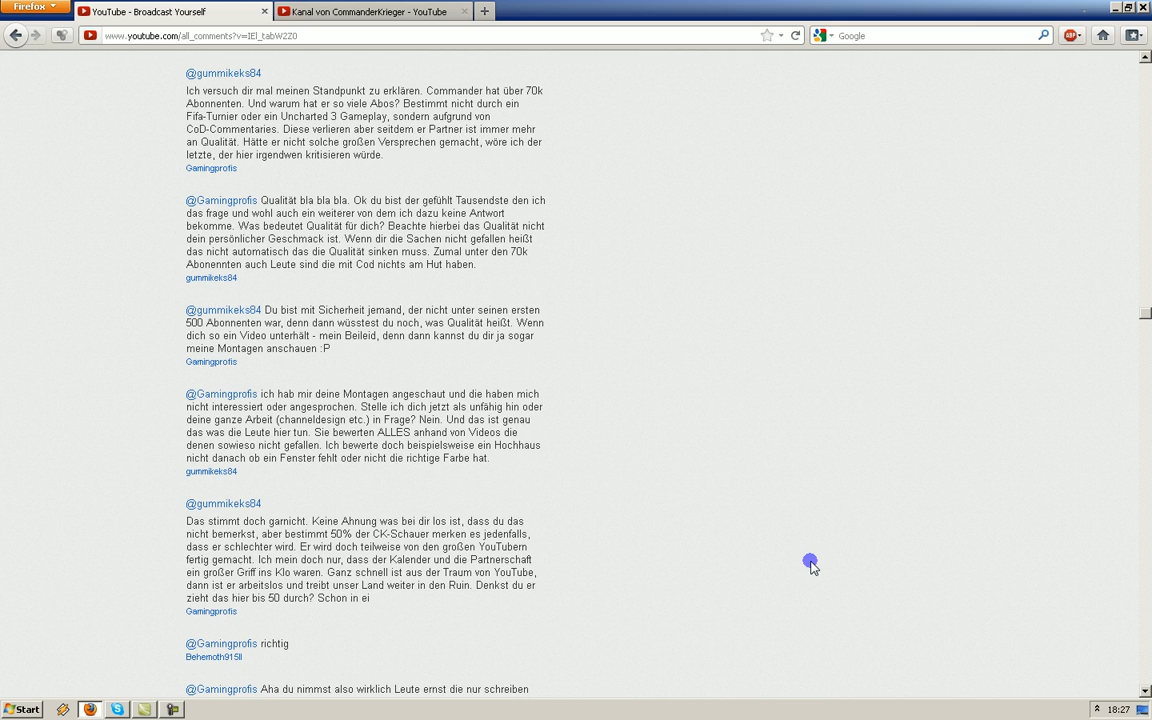 Firefox
YouTube - Broadcast Yourself
Kanal von CommanderKrieger - YouTube
www.youtube.com/all_comments?v=IEl_tabW2Z0
Google
ABP
@gummikeks84
Ich versuch dir mal meinen Standpunkt zu erklären. Commander hat über 70k
Abonnenten. Und warum hat er so viele Abos? Bestimmt nicht durch ein
Fifa-Turnier oder ein Uncharted 3 Gameplay, sondern aufgrund von
CoD-Commentaries. Diese verlieren aber seitdem er Partner ist immer mehr
an Qualität. Hätte er nicht solche großen Versprechen gemacht, wöre ich der
letzte, der hier irgendwen kritisieren würde.
Gamingprofis
@Gamingprofis Qualität bla bla bla. Ok du bist der gefühlt Tausendste den ich
das frage und wohl auch ein weiterer von dem ich dazu keine Antwort
bekomme. Was bedeutet Qualität für dich? Beachte hierbei das Qualität nicht
dein persönlicher Geschmack ist. Wenn dir die Sachen nicht gefallen heißt
das nicht automatisch das die Qualität sinken muss. Zumal unter den 70k
Abonennten auch Leute sind die mit Cod nichts am Hut haben.
gummikeks84
@gummikeks84 Du bist mit Sicherheit jemand, der nicht unter seinen ersten
500 Abonnenten war, denn dann wüsstest du noch, was Qualität heißt. Wenn
dich so ein Video unterhält - mein Beileid, denn dann kannst du dir ja sogar
meine Montagen anschauen :P
Gamingprofis
@Gamingprofis ich hab mir deine Montagen angeschaut und die haben mich
nicht interessiert oder angesprochen. Stelle ich dich jetzt als unfähig hin oder
deine ganze Arbeit (channeldesign etc.) in Frage? Nein. Und das ist genau
das was die Leute hier tun. Sie bewerten ALLES anhand von Videos die
denen sowieso nicht gefallen. Ich bewerte doch beispielsweise ein Hochhaus
nicht danach ob ein Fenster fehlt oder nicht die richtige Farbe hat.
gummikeks84
@gummikeks84
Das stimmt doch garnicht. Keine Ahnung was bei dir los ist, dass du das
nicht bemerkst, aber bestimmt 50% der CK-Schauer merken es jedenfalls,
dass er schlechter wird. Er wird doch teilweise von den großen YouTubern
fertig gemacht. Ich mein doch nur, dass der Kalender und die Partnerschaft
ein großer Griff ins Klo waren. Ganz schnell ist aus der Traum von YouTube,
dann ist er arbeitslos und treibt unser Land weiter in den Ruin. Denkst du er
zieht das hier bis 50 durch? Schon in ei
Gamingprofis
@Gamingprofis richtig
Behemoth915II
@Gamingprofis Aha du nimmst also wirklich Leute ernst die nur schreiben
Start
18:27